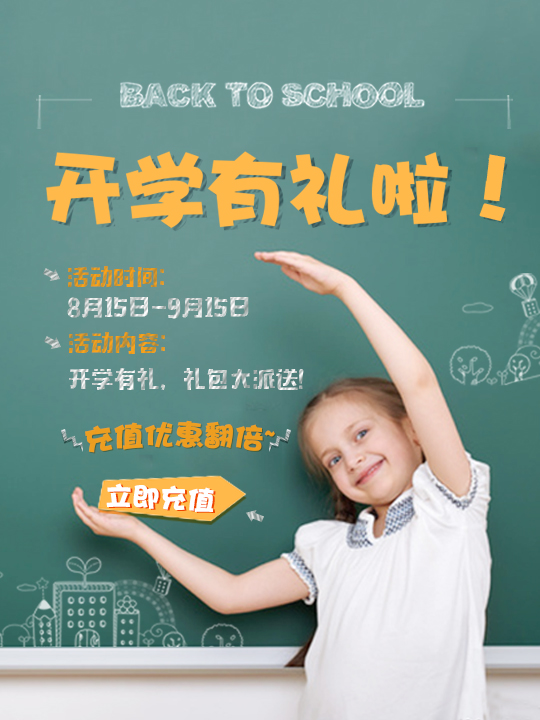 BACK TO SCHOOL
开学有礼啦！
活动时间：
8月15日-9月15日
活动内容：
开学有礼，礼包大派送！
充值优惠翻倍~
立即充值